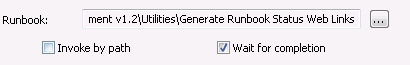 Runbook: ment v1.2\Utilities\Generate Runbook Status Web Links ...
Invoke by path Wait for completion